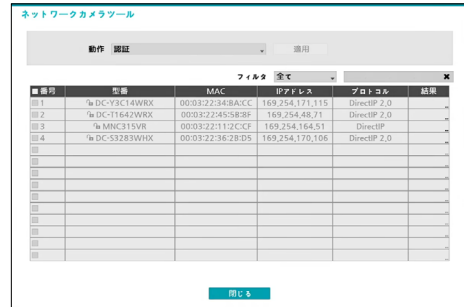 ネットワークカメラツール
動作 認証 適用
フィルタ 全て
番号 型番 MAC IPアドレス プロトコル 結果
1 DC-Y3C14WRX 00:03:22:34:BA:CC 169,254,171,115 DirectIP 2,0
2 DC-T1642WRX 00:03:22:45:5B:8F 169,254,48,71 DirectIP 2,0
3 MNC315VR 00:03:22:11:2C:CF 169,254,164,51 DirectIP
4 DC-S3283WHX 00:03:22:36:2B:D5 169,254,170,106 DirectIP 2,0
閉じる